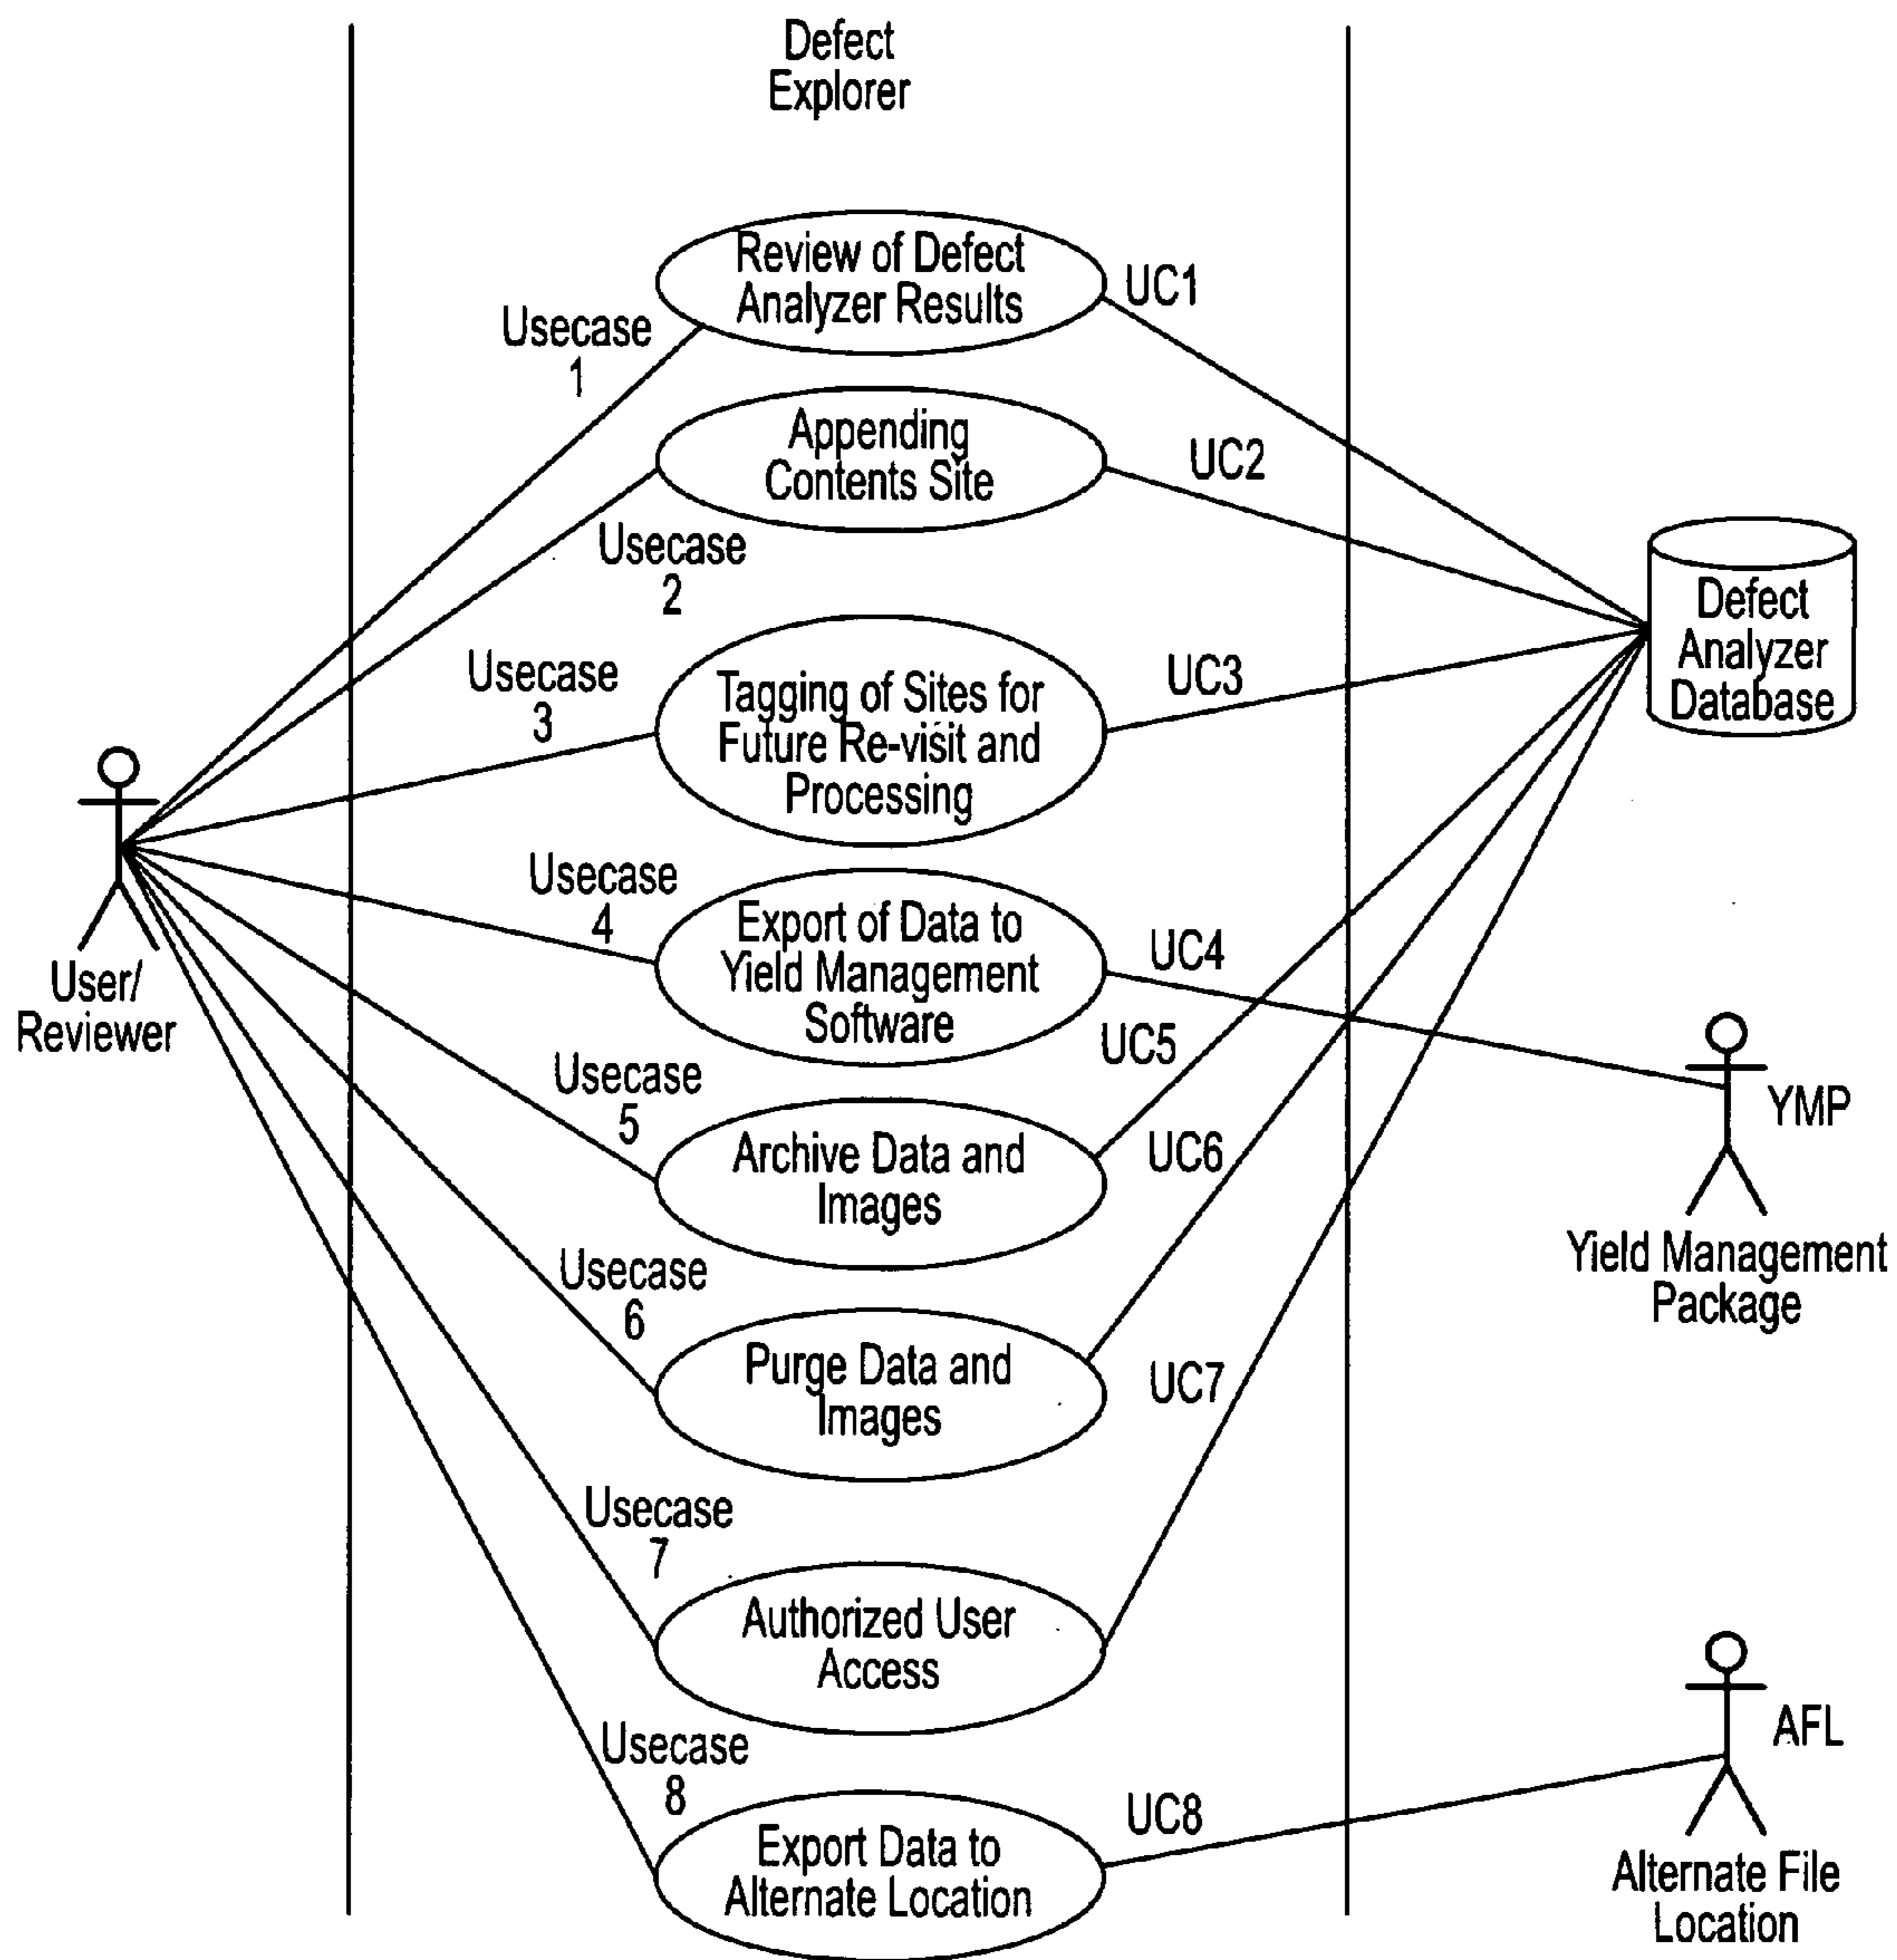 Defect
Explorer
Review of Defect
Analyzer Results
UC1
Usecase
1
Appending
Contents Site
UC2
Usecase
2
Defect
Analyzer
Database
Usecase
3
Tagging of Sites for
Future Re-visit and
Processing
UC3
User/
Reviewer
Usecase
4
Export of Data to
Yield Management
Software
UC4
UC5
Usecase
5
YMP
Yield Management
Package
Archive Data and
Images
UC6
Usecase
6
Purge Data and
Images
UC7
Usecase
7
Authorized User
Access
Usecase
8
Export Data to
Alternate Location
UC8
AFL
Alternate File
Location